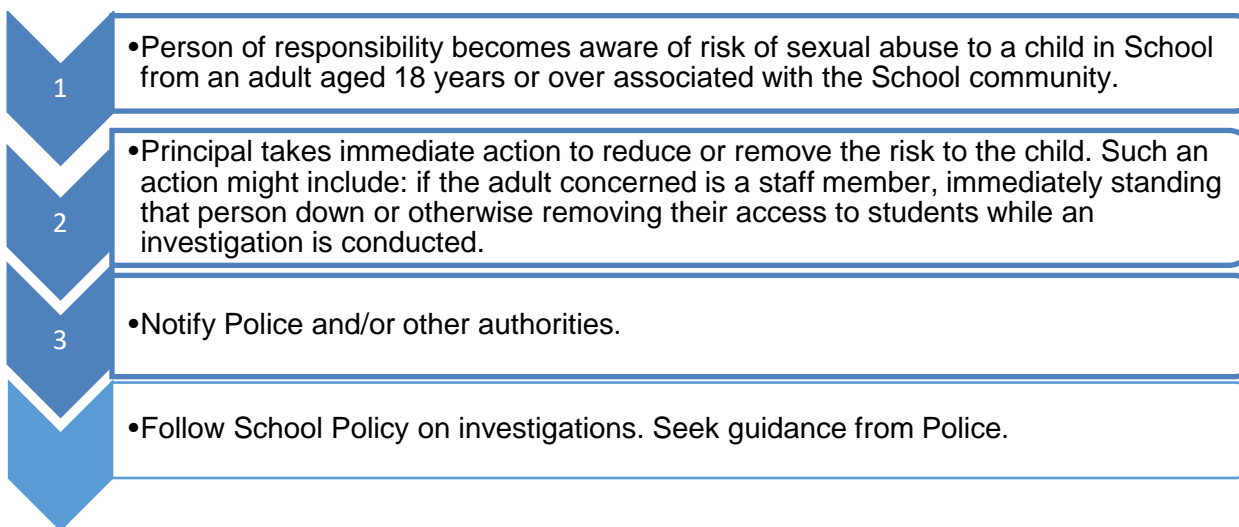 1
•Person of responsibility becomes aware of risk of sexual abuse to a child in School
from an adult aged 18 years or over associated with the School community.
2
•Principal takes immediate action to reduce or remove the risk to the child. Such an
action might include: if the adult concerned is a staff member, immediately standing
that person down or otherwise removing their access to students while an
investigation is conducted.
3
•Notify Police and/or other authorities.
•Follow School Policy on investigations. Seek guidance from Police.